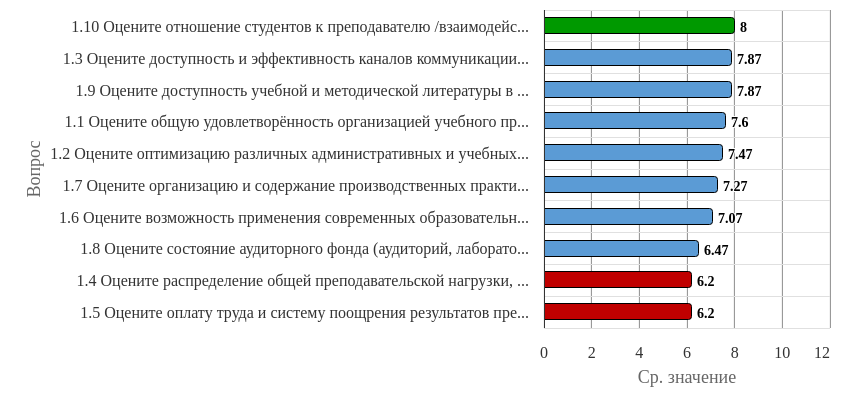 1.10 Оцените отношение студентов к преподавателю /взаимодейс... 8
1.3 Оцените доступность и эффективность каналов коммуникации... 7.87
1.9 Оцените доступность учебной и методической литературы в ... 7.87
1.1 Оцените общую удовлетворённость организацией учебного пр... 7.6
1.2 Оцените оптимизацию различных административных и учебных... 7.47
1.7 Оцените организацию и содержание производственных практи... 7.27
1.6 Оцените возможность применения современных образовательн... 7.07
1.8 Оцените состояние аудиторного фонда (аудиторий, лаборато... 6.47
1.4 Оцените распределение общей преподавательской нагрузки, ... 6.2
1.5 Оцените оплату труда и систему поощрения результатов пре... 6.2
Вопрос
0 2 4 6 8 10 12
Ср. значение